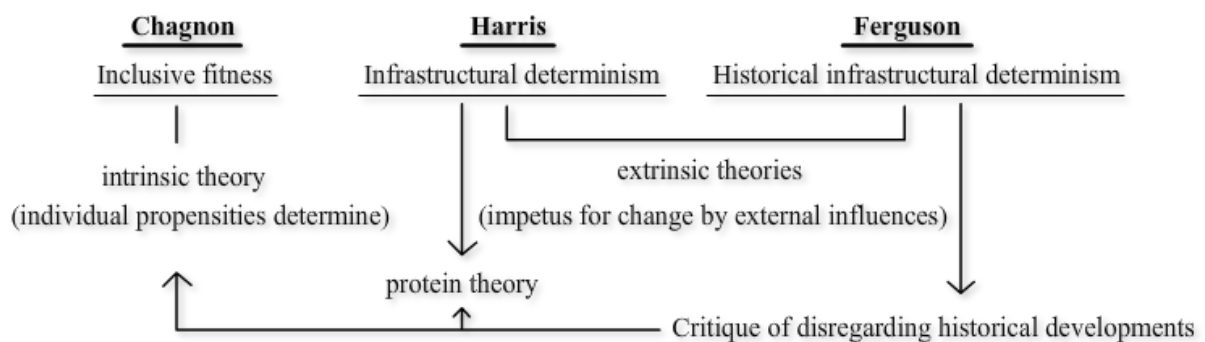 Chagnon Harris Ferguson
Inclusive fitness Infrastructural determinism Historical infrastructural determinism
intrinsic theory extrinsic theories
(individual propensities determine) (impetus for change by external influences)
protein theory
Critique of disregarding historical developments